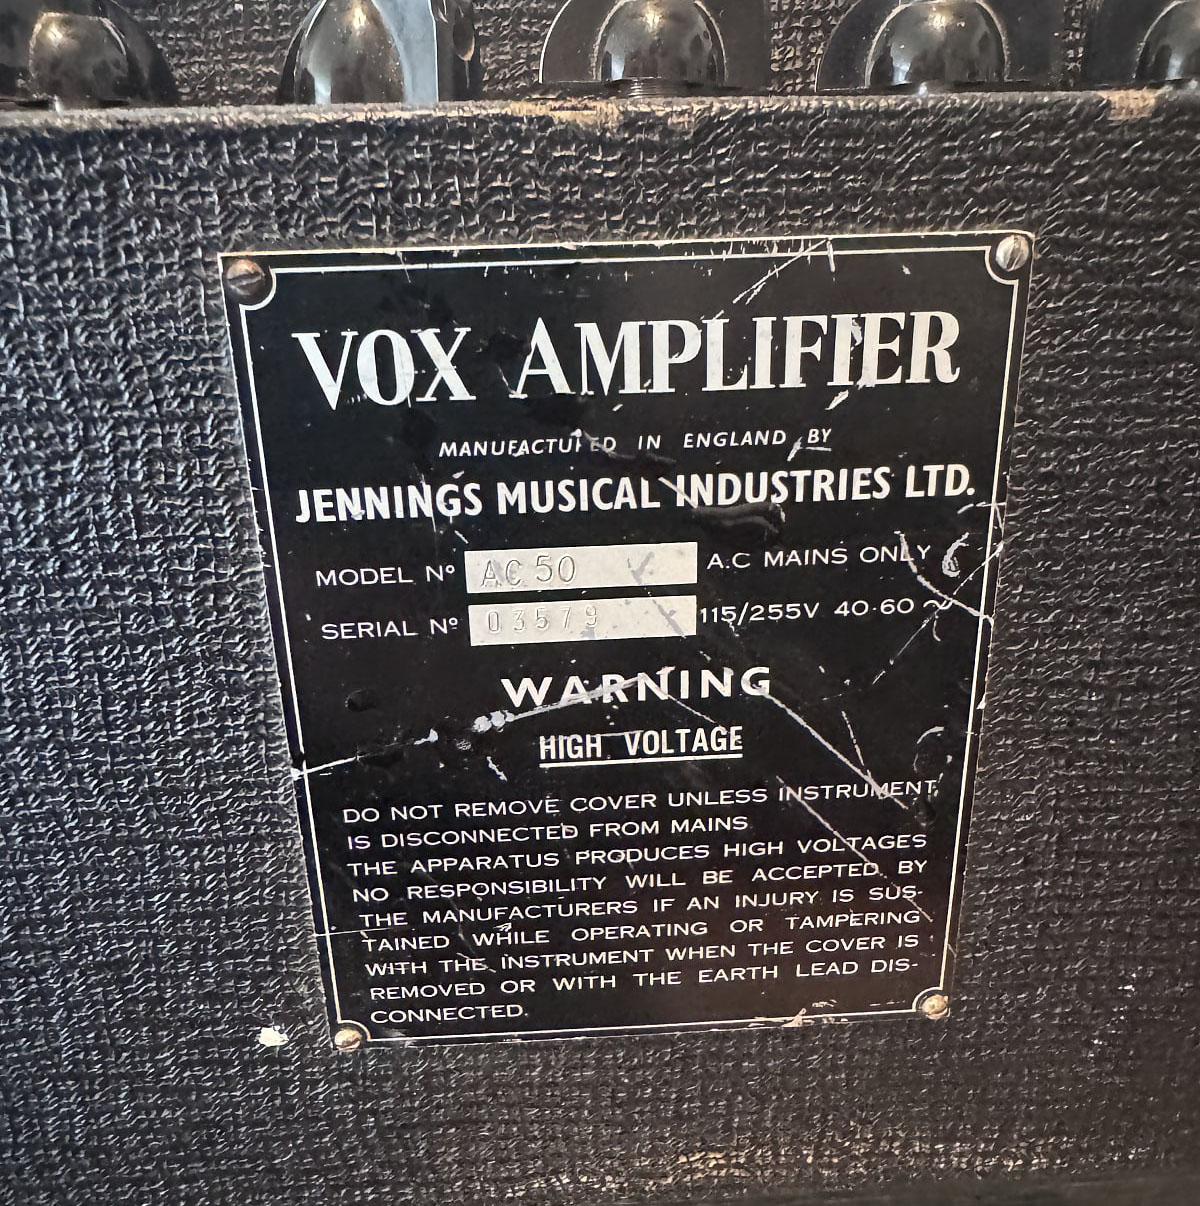 VOX AMPLIFIER
MANUFACTURED IN ENGLAND BY
JENNINGS MUSICAL INDUSTRIES LTD.
MODEL Nº AC 50 A.C MAINS ONLY
SERIAL Nº 03579 115/255V 40·60 ~
WARNING
HIGH VOLTAGE
DO NOT REMOVE COVER UNLESS INSTRUMENT,
IS DISCONNECTED FROM MAINS
THE APPARATUS PRODUCES HIGH VOLTAGES
NO RESPONSIBILITY WILL BE ACCEPTED BY
THE MANUFACTURERS IF AN INJURY IS SUS-
TAINED WHILE OPERATING OR TAMPERING
WITH THE INSTRUMENT WHEN THE COVER IS
REMOVED OR WITH THE EARTH LEAD DIS-
CONNECTED.